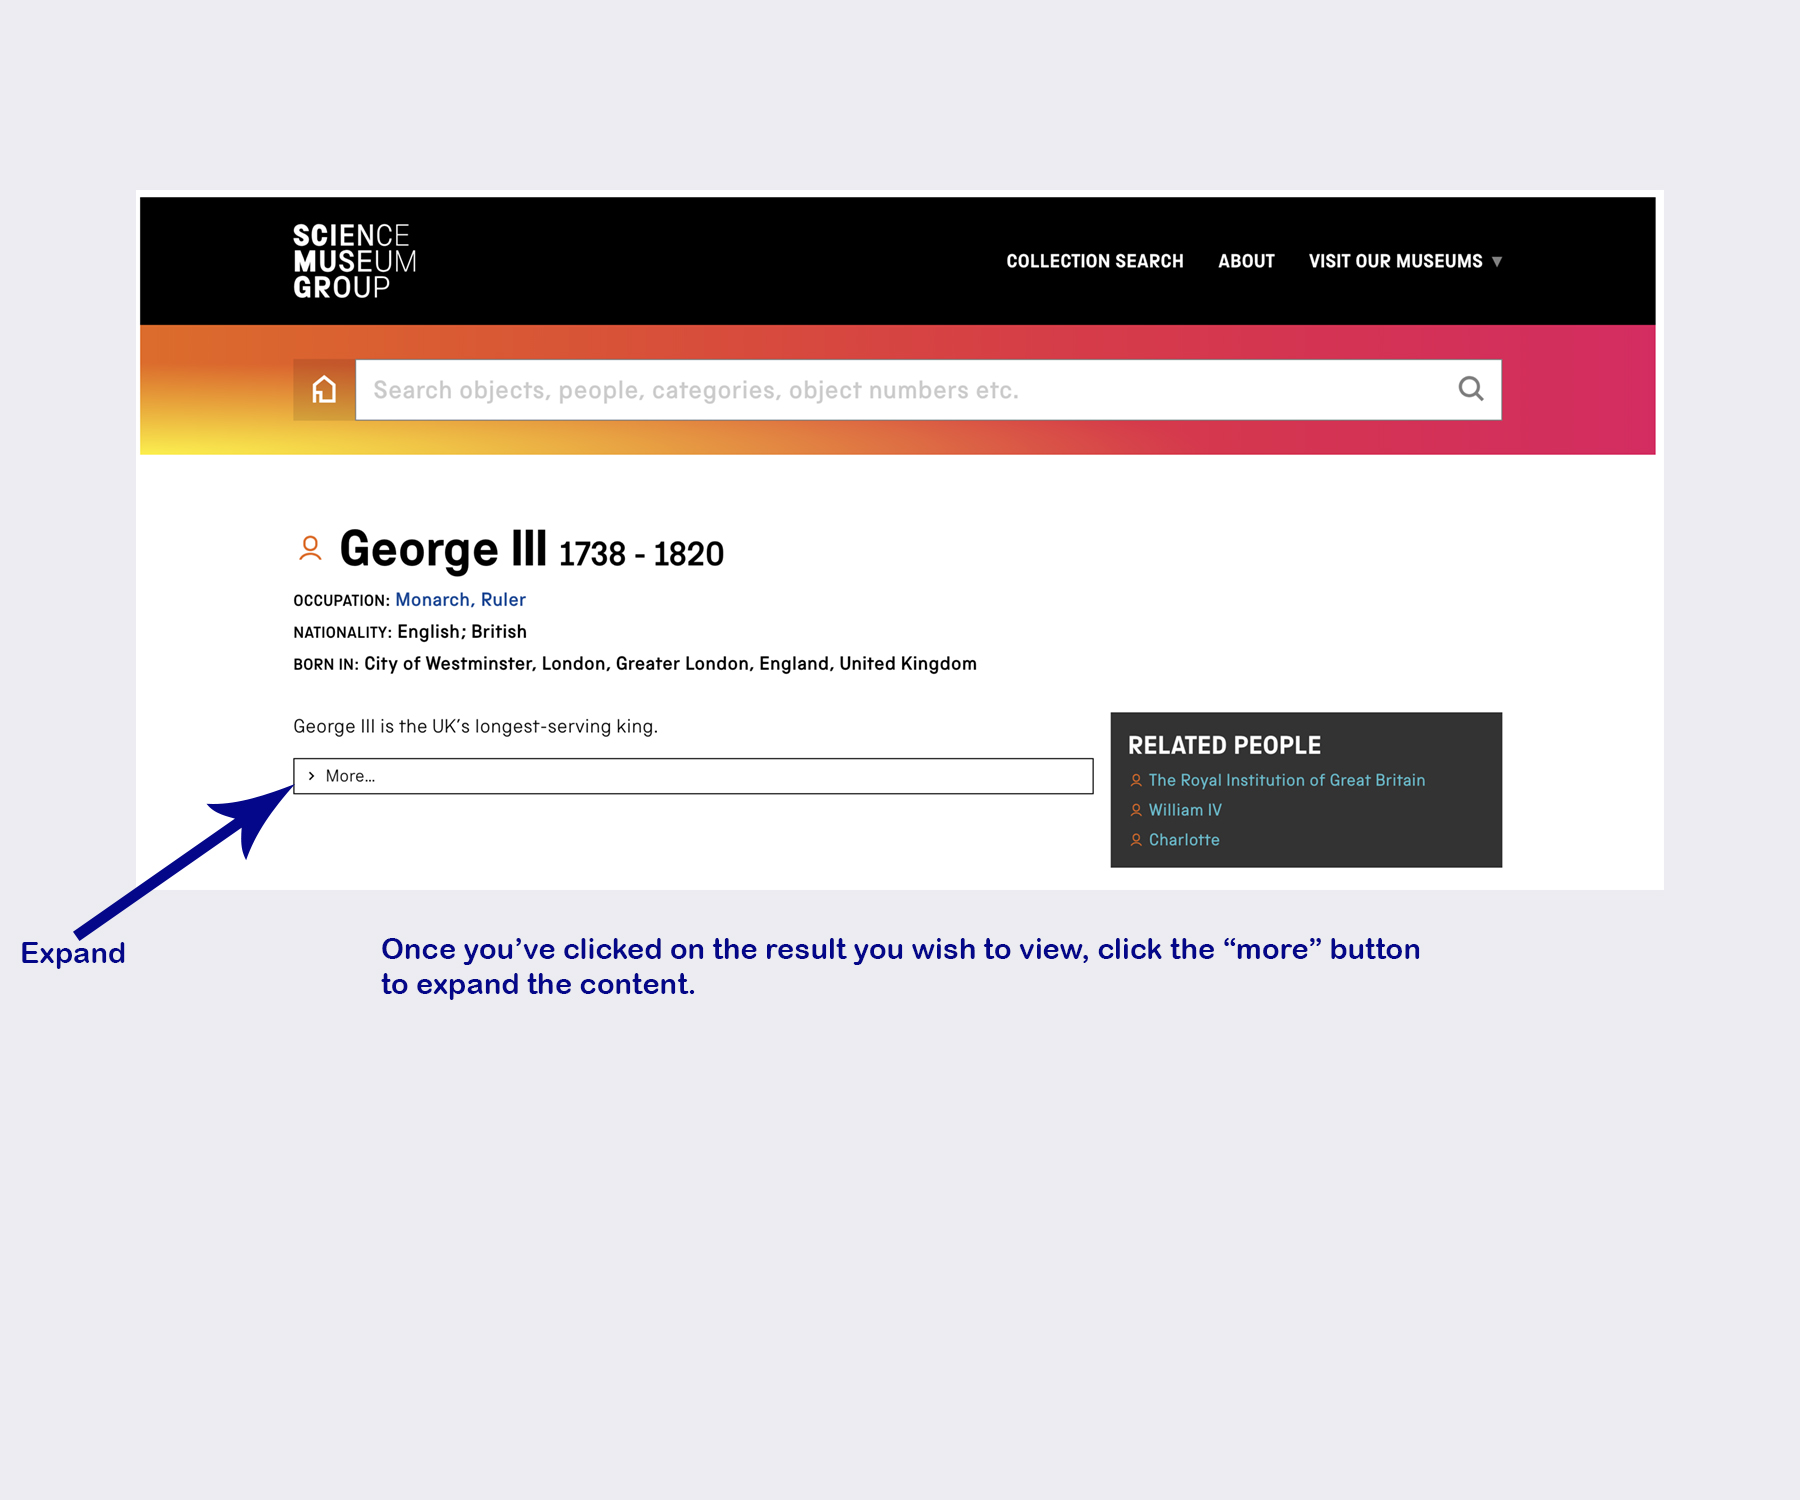 SCIENCE
MUSEUM
GROUP
COLLECTION SEARCH ABOUT VISIT OUR MUSEUMS ▼
Search objects, people, categories, object numbers etc.
George III 1738 - 1820
OCCUPATION: Monarch, Ruler
NATIONALITY: English; British
BORN IN: City of Westminster, London, Greater London, England, United Kingdom
George III is the UK’s longest-serving king.
More...
RELATED PEOPLE
The Royal Institution of Great Britain
William IV
Charlotte
Expand
Once you’ve clicked on the result you wish to view, click the “more” button
to expand the content.